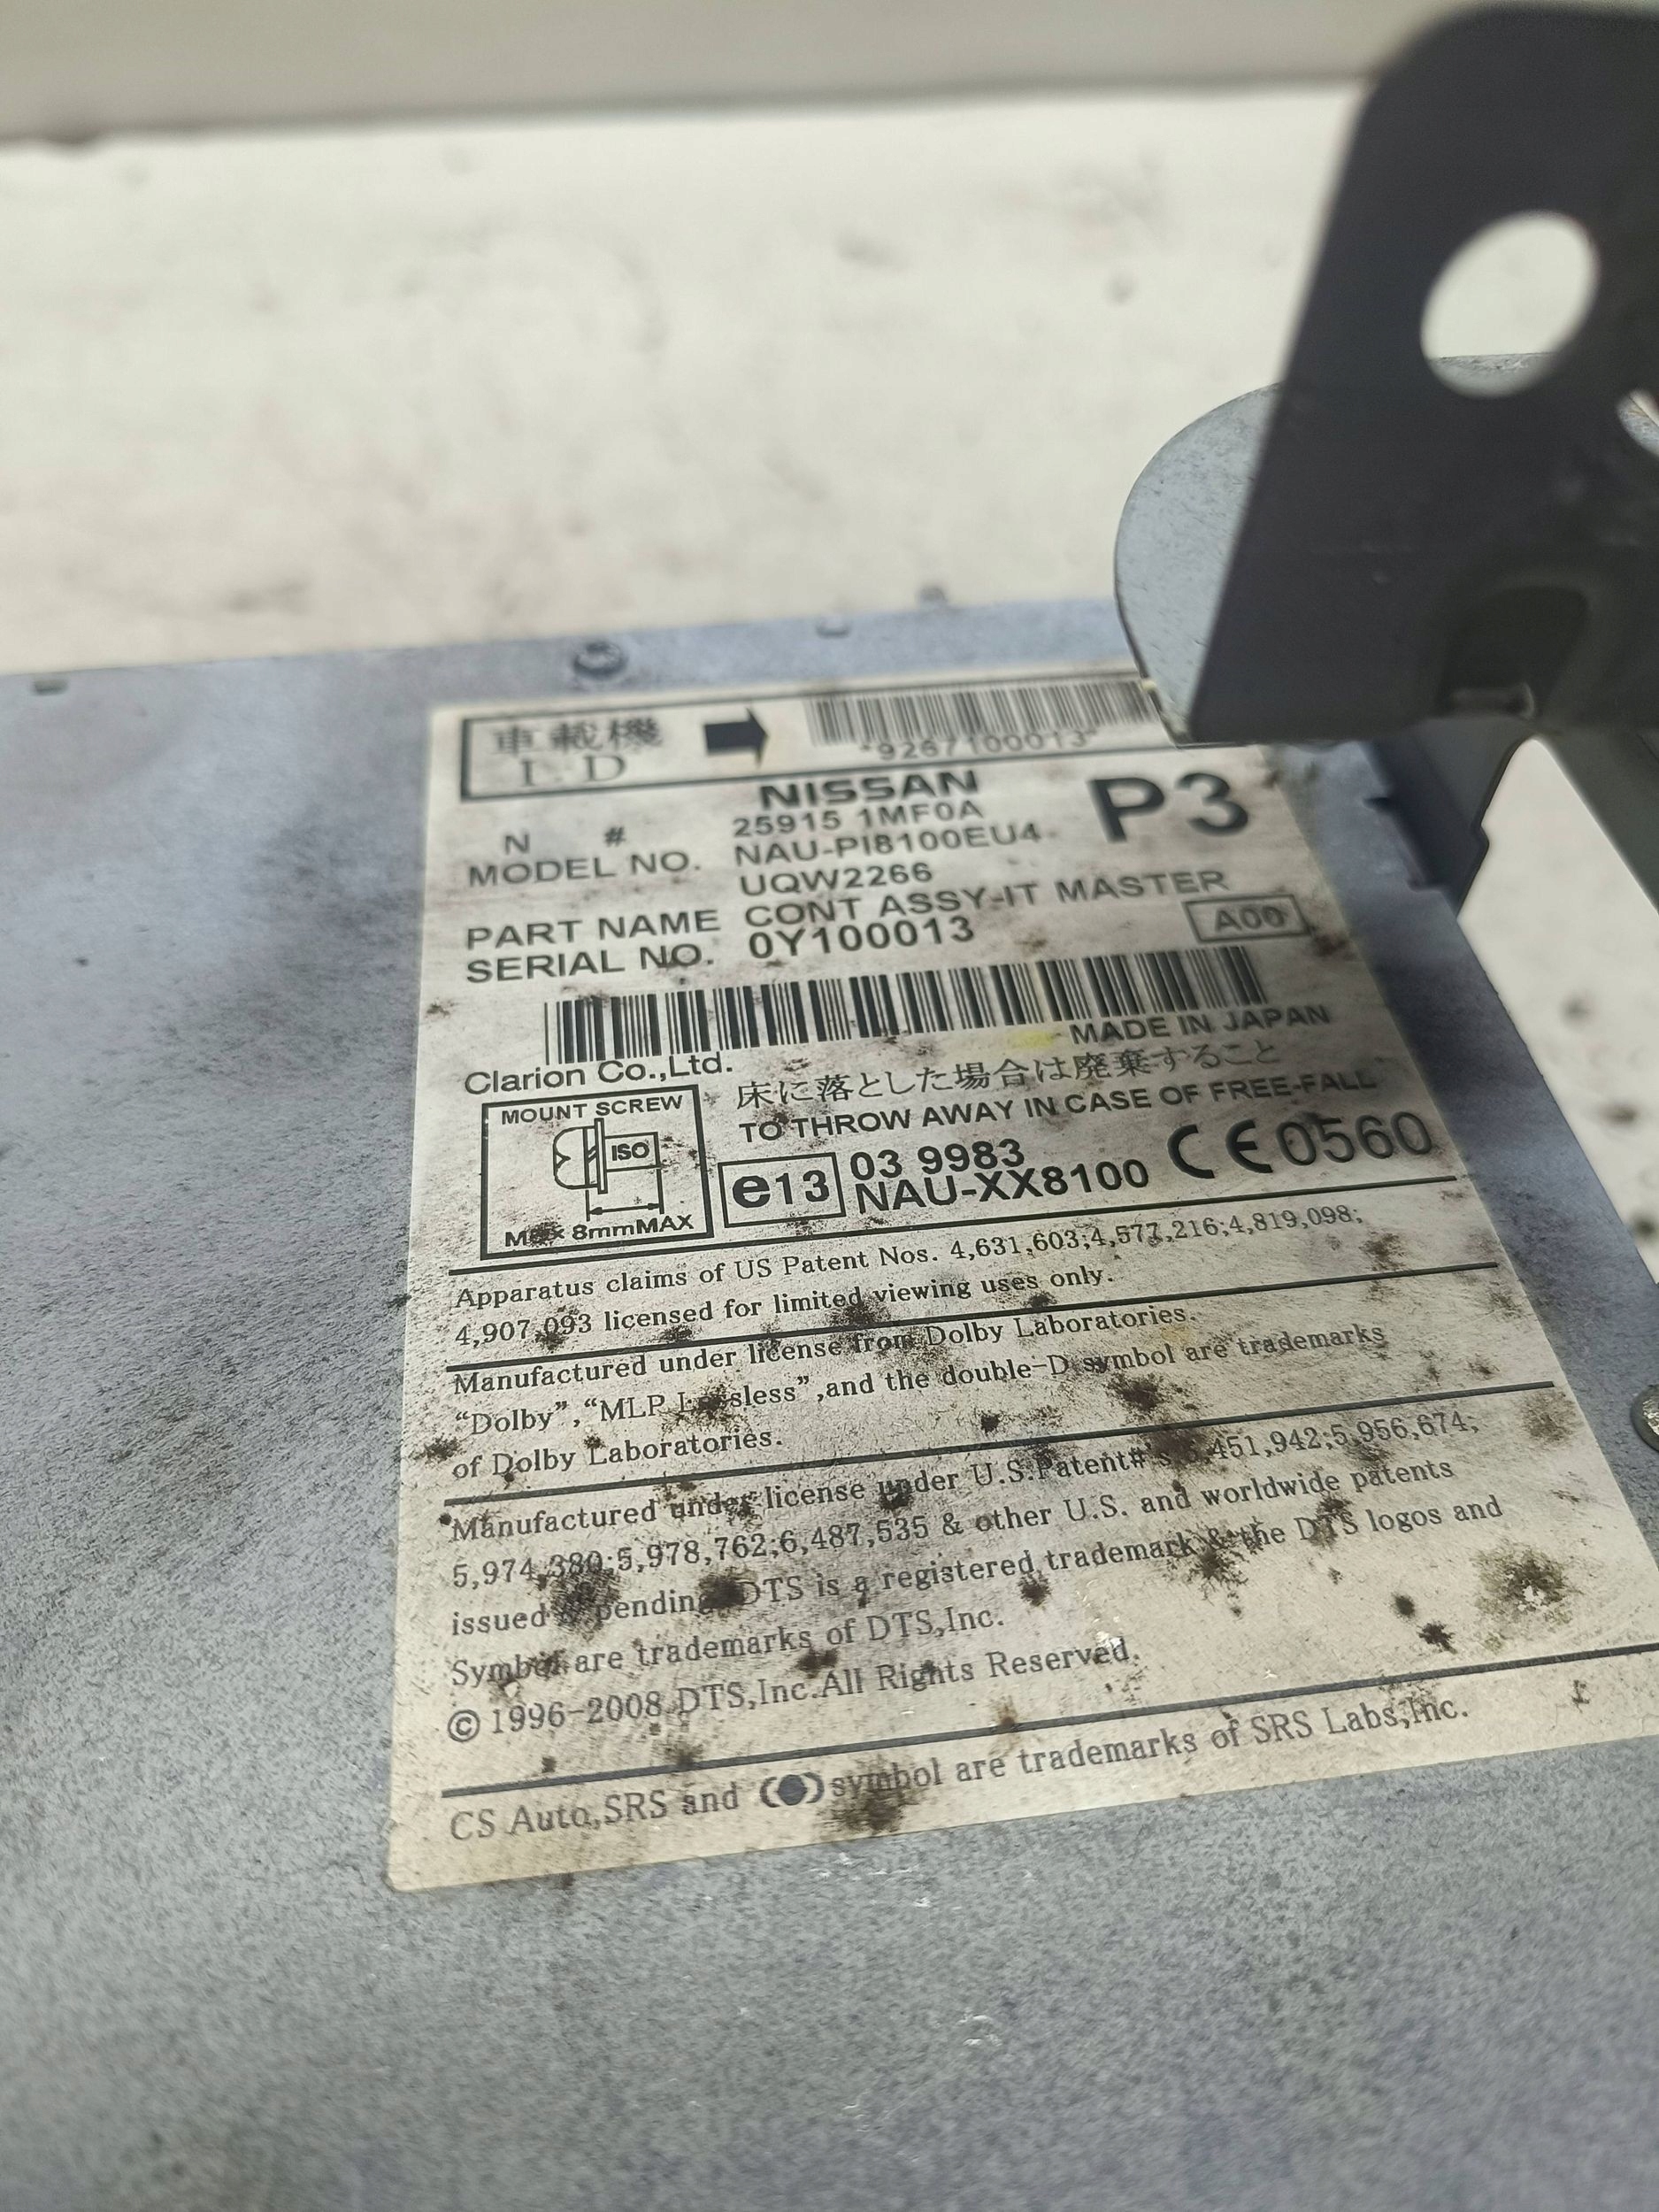 車載機
I.D
*9267100013*
NISSAN
P3
N # 25915 1MF0A
MODEL NO. NAU-PI8100EU4
UQW2266
PART NAME CONT ASSY-IT MASTER
SERIAL NO. 0Y100013
A00
MADE IN JAPAN
Clarion Co.,Ltd.
床に落とした場合は廃棄すること
TO THROW AWAY IN CASE OF FREE-FALL
MOUNT SCREW
ISO
8mmMAX
e13
03 9983
NAU-XX8100
CE0560
Apparatus claims of US Patent Nos. 4,631,603;4,577,216;4,819,098;
4,907,093 licensed for limited viewing uses only.
Manufactured under license from Dolby Laboratories.
“Dolby”,“MLP Lossless”,and the double-D symbol are trademarks
of Dolby Laboratories.
Manufactured under license under U.S.Patent#'s 5,451,942;5,956,674;
5,974,380;5,978,762;6,487,535 & other U.S. and worldwide patents
issued & pending. DTS is a registered trademark & the DTS logos and
Symbol are trademarks of DTS,Inc.
©1996-2008 DTS,Inc.All Rights Reserved.
CS Auto,SRS and symbol are trademarks of SRS Labs,Inc.